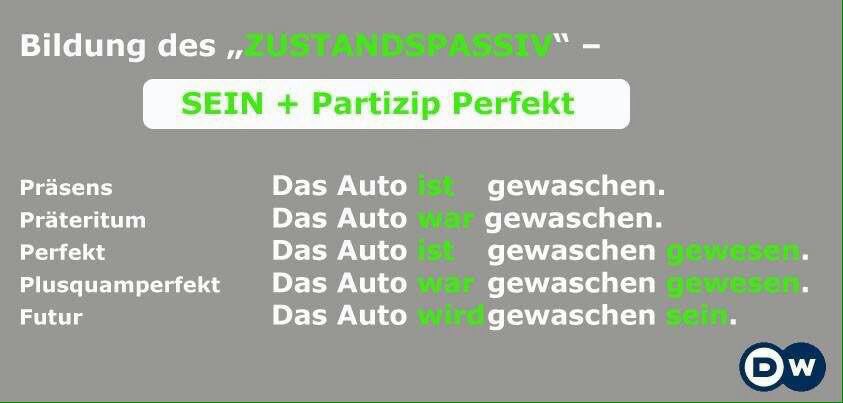 Bildung des „ZUSTANDSPASSIV“ –
SEIN + Partizip Perfekt
Präsens Das Auto ist gewaschen.
Präteritum Das Auto war gewaschen.
Perfekt Das Auto ist gewaschen gewesen.
Plusquamperfekt Das Auto war gewaschen gewesen.
Futur Das Auto wird gewaschen sein.
DW